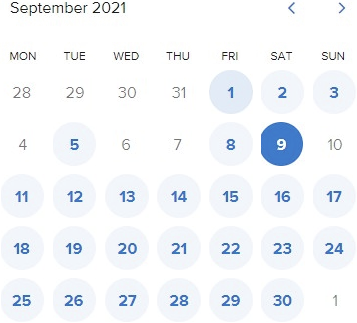 September 2021
MON TUE WED THU FRI SAT SUN
28 29 30 31 1 2 3
4 5 6 7 8 9 10
11 12 13 14 15 16 17
18 19 20 21 22 23 24
25 26 27 28 29 30 1